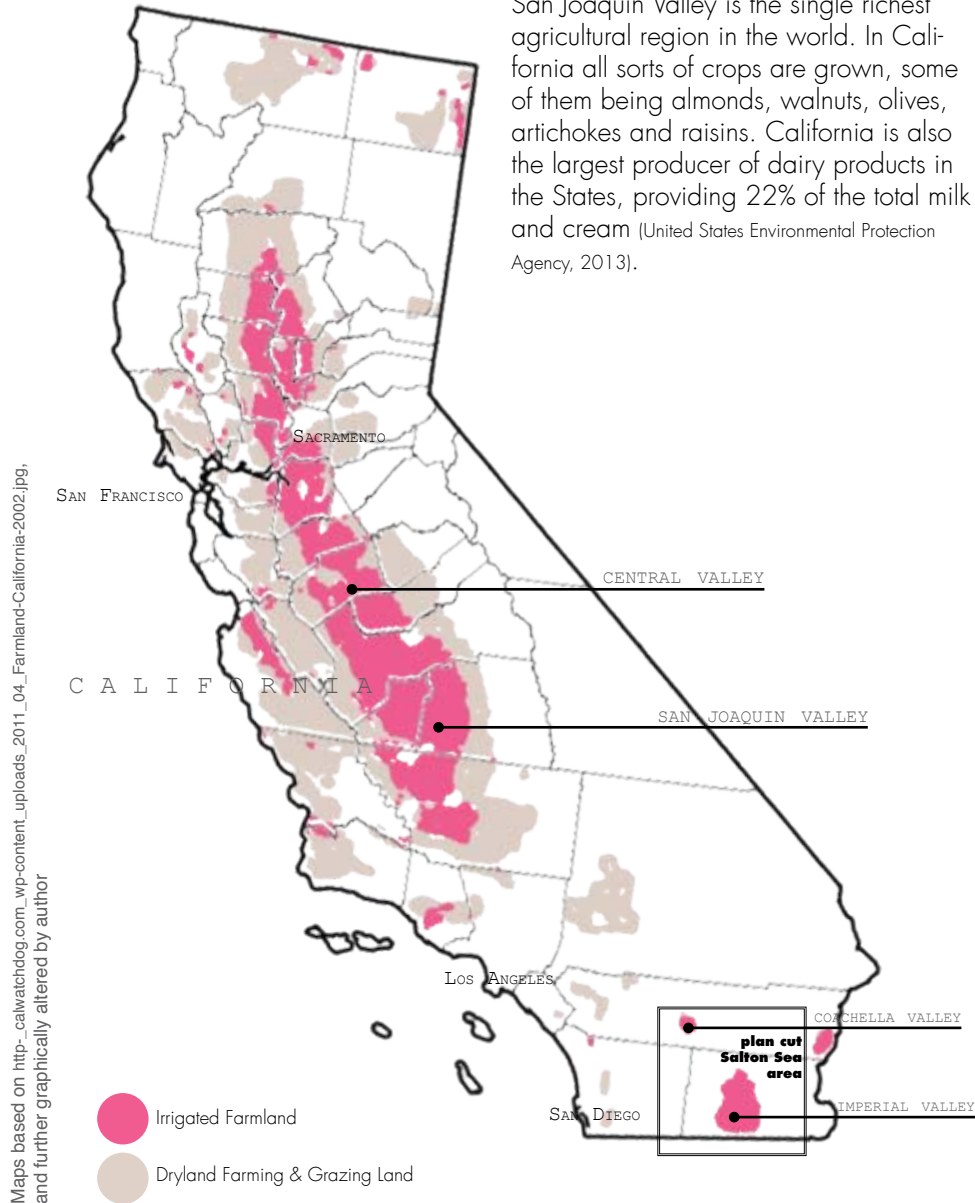 San Joaquin Valley is the single richest
agricultural region in the world. In Cali-
fornia all sorts of crops are grown, some
of them being almonds, walnuts, olives,
artichokes and raisins. California is also
the largest producer of dairy products in
the States, providing 22% of the total milk
and cream (United States Environmental Protection
Agency, 2013).
Sacramento
San Francisco
CENTRAL VALLEY
CALIFORNIA
SAN JOAQUIN VALLEY
Los Angeles
COACHELLA VALLEY
plan cut
Salton Sea
area
San Diego
IMPERIAL VALLEY
Irrigated Farmland
Dryland Farming & Grazing Land
Maps based on http-_calwatchdog.com_wp-content_uploads_2011_04_Farmland-California-2002.jpg,
and further graphically altered by author